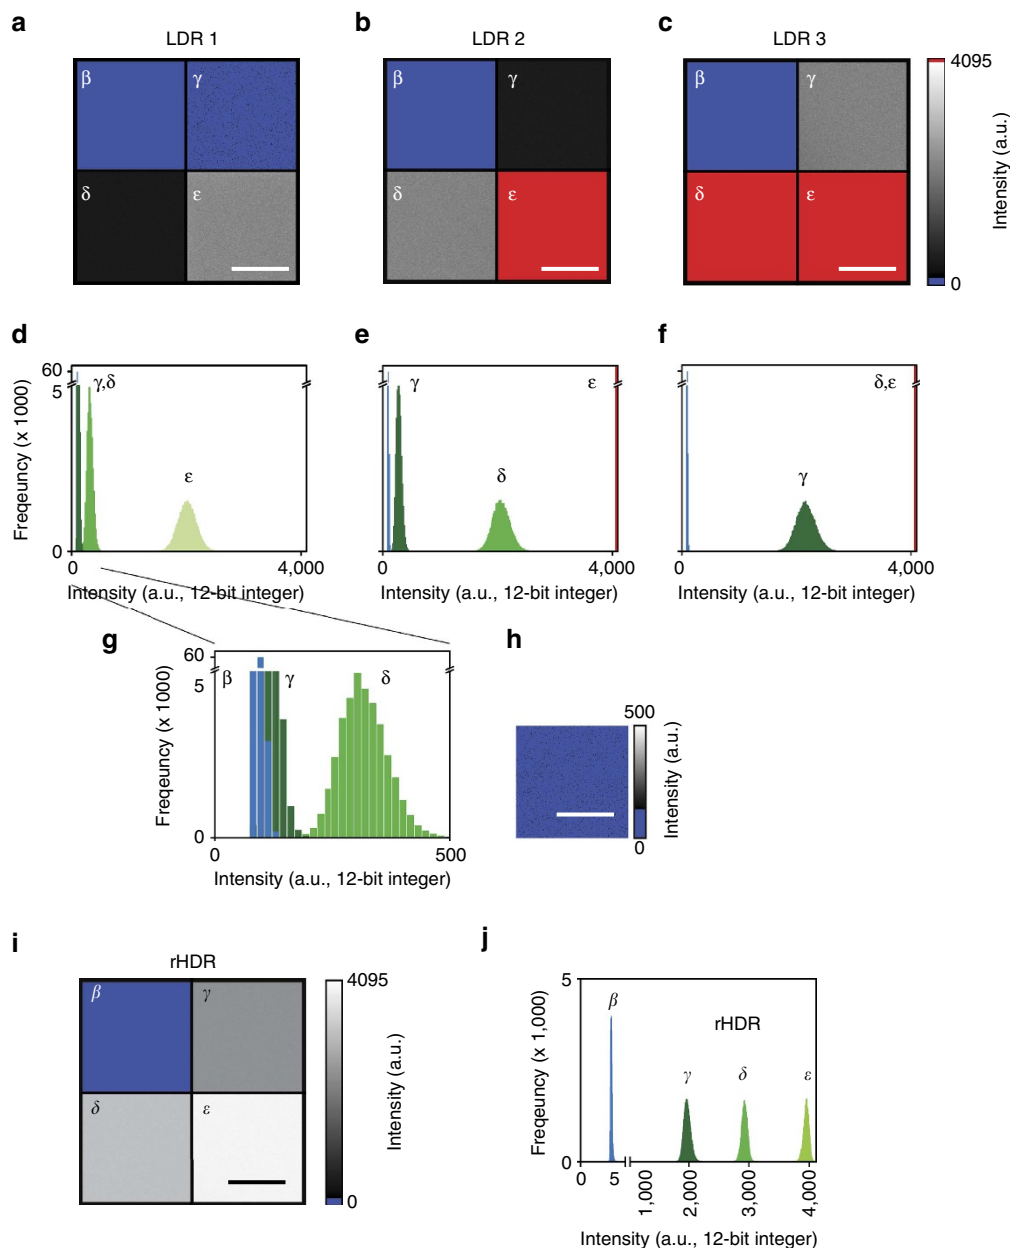 a
b
c
LDR 1
LDR 2
LDR 3
β
γ
β
γ
β
γ
4095
δ
ε
δ
ε
δ
ε
Intensity (a.u.)
0
d
e
f
60
γ,δ
5
ε
Freqeuncy (x 1000)
0
0
4,000
Intensity (a.u., 12-bit integer)
γ
ε
δ
0
4,000
Intensity (a.u., 12-bit integer)
δ,ε
γ
0
4,000
Intensity (a.u., 12-bit integer)
g
h
60
β
γ
δ
5
Freqeuncy (x 1000)
0
0
500
Intensity (a.u., 12-bit integer)
500
Intensity (a.u.)
0
i
j
rHDR
β
γ
4095
δ
ε
Intensity (a.u.)
0
5
β
rHDR
Freqeuncy (x 1,000)
γ
δ
ε
0
0
5
1,000
2,000
3,000
4,000
Intensity (a.u., 12-bit integer)